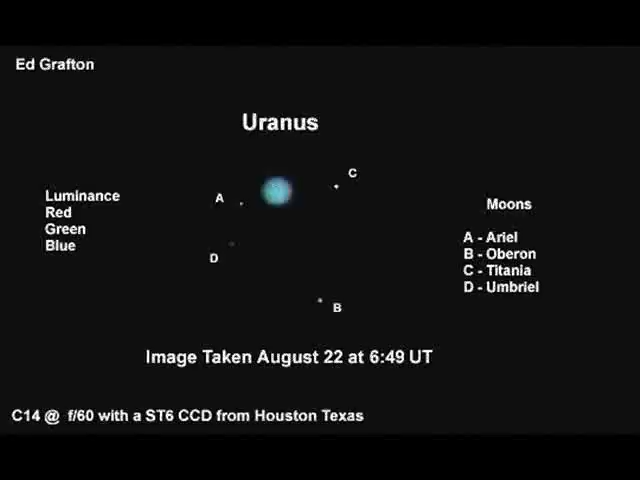 Ed Grafton
Uranus
C
A
D
B
Luminance
Red
Green
Blue
Moons
A - Ariel
B - Oberon
C - Titania
D - Umbriel
Image Taken August 22 at 6:49 UT
C14 @ f/60 with a ST6 CCD from Houston Texas